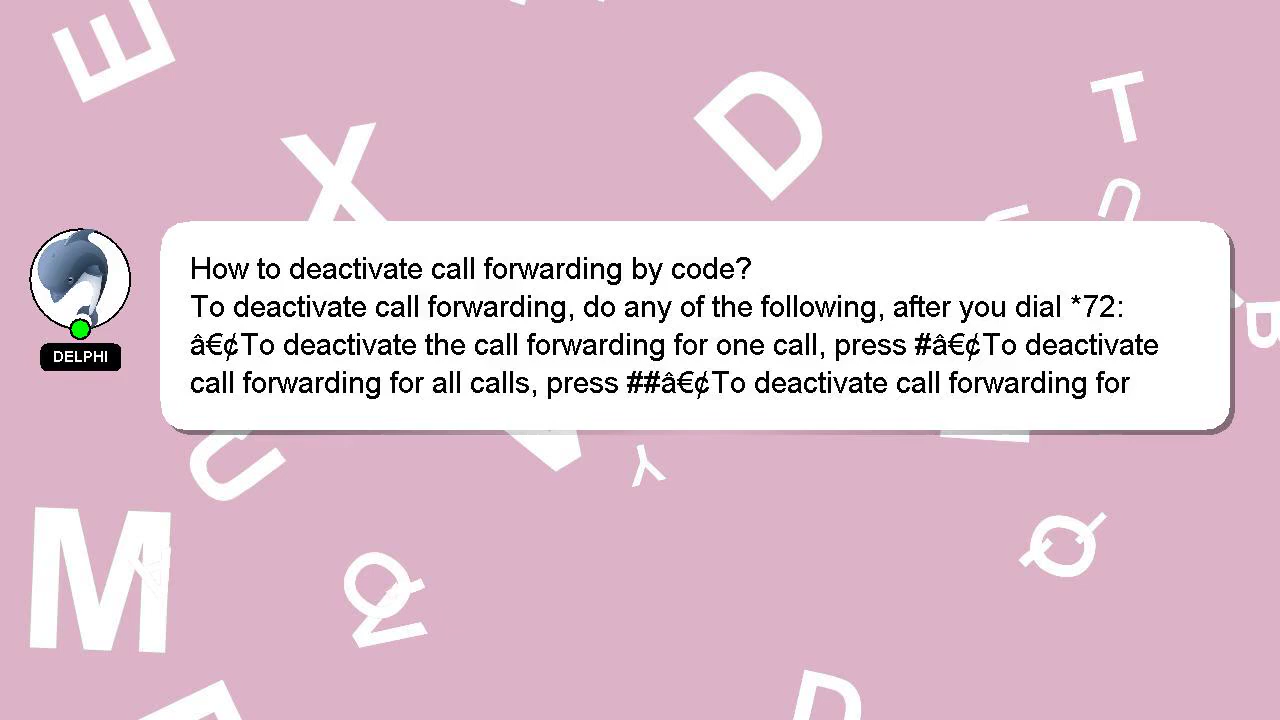 How to deactivate call forwarding by code?
To deactivate call forwarding, do any of the following, after you dial *72:
â€¢To deactivate the call forwarding for one call, press #â€¢To deactivate
call forwarding for all calls, press ##â€¢To deactivate call forwarding for
DELPHI
E
X
D
T
U
B
U
Y
M
Q
Z
Q
D